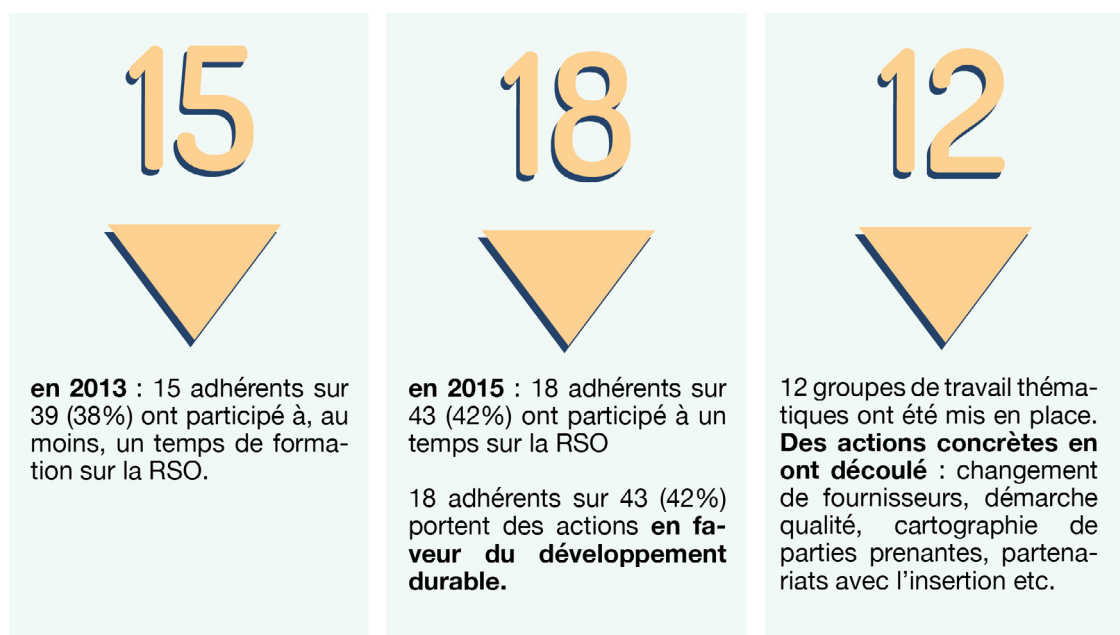 15
en 2013 : 15 adhérents sur
39 (38%) ont participé à, au
moins, un temps de forma-
tion sur la RSO.
18
en 2015 : 18 adhérents sur
43 (42%) ont participé à un
temps sur la RSO
18 adhérents sur 43 (42%)
portent des actions en fa-
veur du développement
durable.
12
12 groupes de travail théma-
tiques ont été mis en place.
Des actions concrètes en
ont découlé : changement
de fournisseurs, démarche
qualité, cartographie de
parties prenantes, partena-
riats avec l'insertion etc.